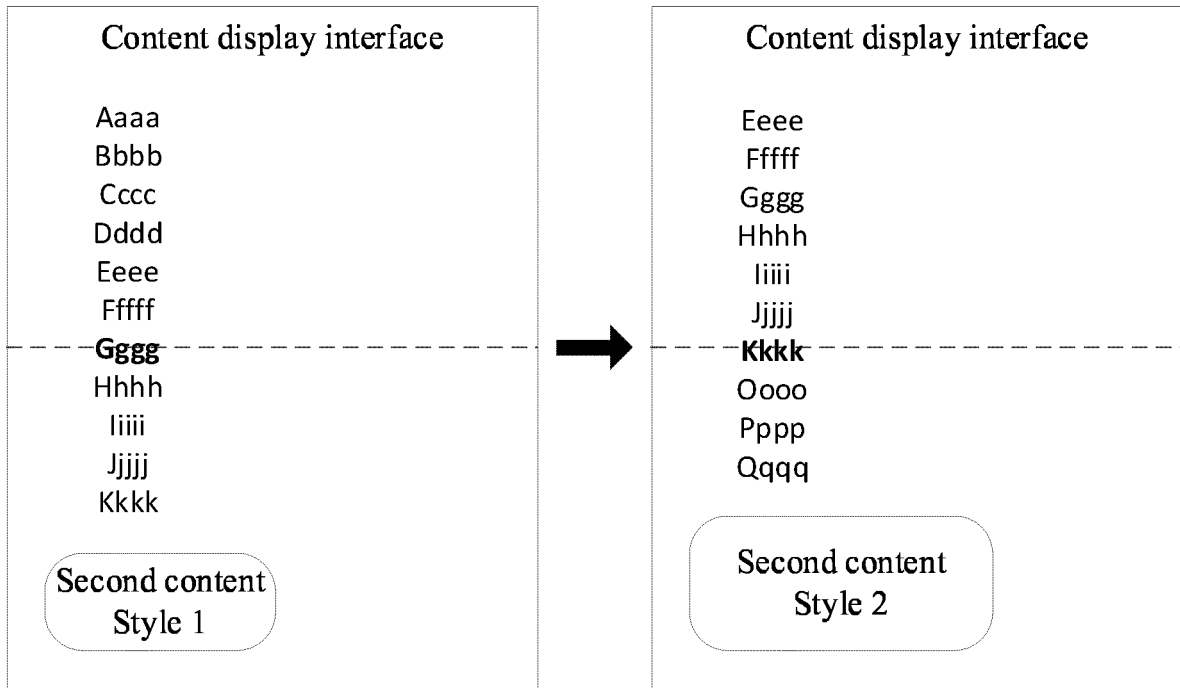 Content display interface
Aaaa
Bbbb
Cccc
Dddd
Eeee
Fffff
Gggg
Hhhh
Iiiii
Jjjjj
Kkkk
Second content
Style 1
Content display interface
Eeee
Fffff
Gggg
Hhhh
Iiiii
Jjjjj
Kkkk
Oooo
Pppp
Qqqq
Second content
Style 2